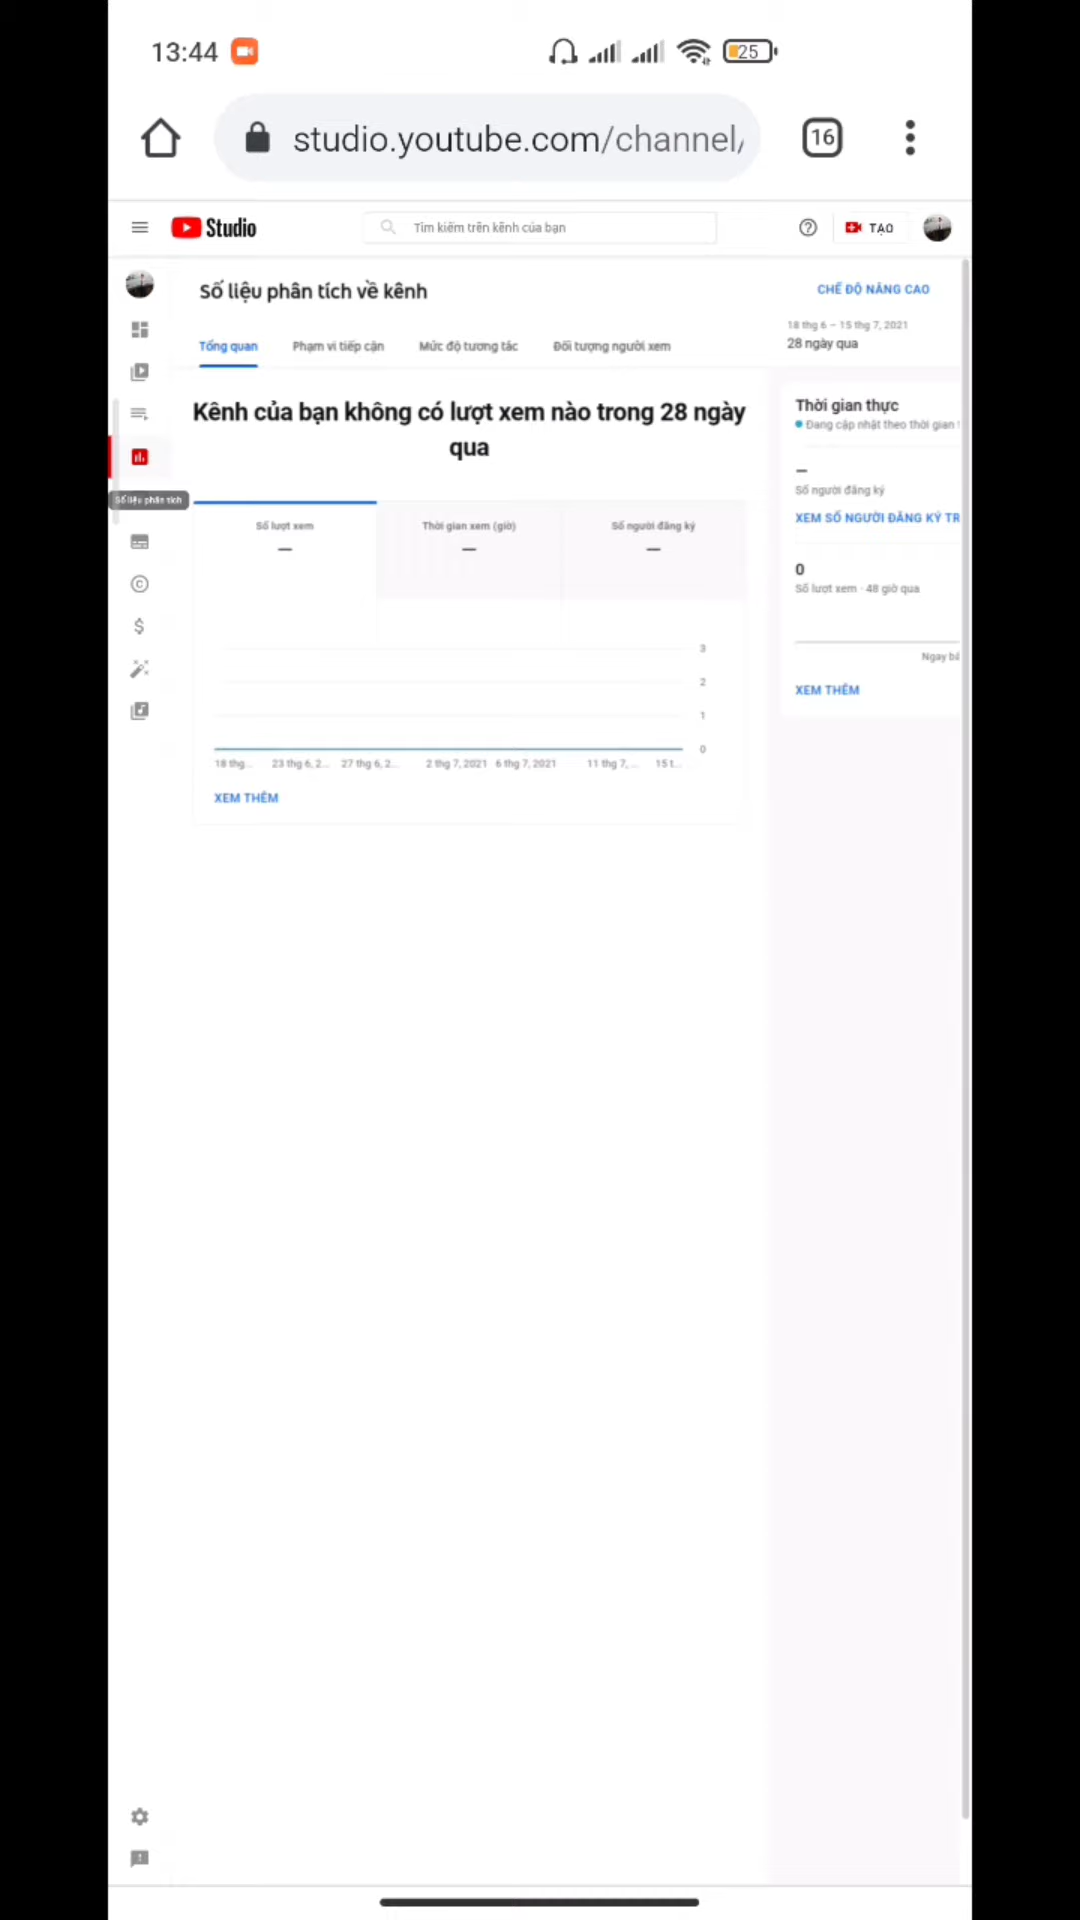 13:44
25
studio.youtube.com/channel/
16
Studio
Tìm kiếm trên kênh của bạn
TẠO
Số liệu phân tích về kênh
CHẾ ĐỘ NÂNG CAO
18 thg 6 – 15 thg 7, 2021
28 ngày qua
Tổng quan
Phạm vi tiếp cận
Mức độ tương tác
Đối tượng người xem
Kênh của bạn không có lượt xem nào trong 28 ngày
qua
Số liệu phân tích
Số lượt xem
—
Thời gian xem (giờ)
—
Số người đăng ký
—
3
2
1
0
18 thg...
23 thg 6, 2...
27 thg 6, 2...
2 thg 7, 2021
6 thg 7, 2021
11 thg 7, ...
15 t...
XEM THÊM
Thời gian thực
Đang cập nhật theo thời gian
—
Số người đăng ký
XEM SỐ NGƯỜI ĐĂNG KÝ TR
0
Số lượt xem · 48 giờ qua
Ngay bâ
XEM THÊM